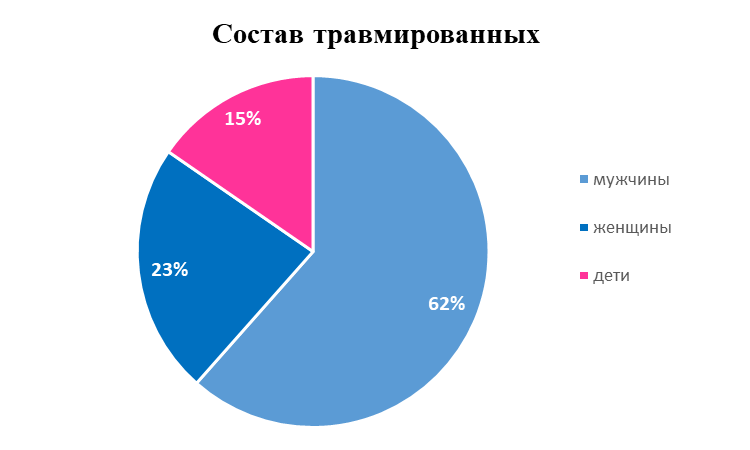 Состав травмированных
15%
23%
62%
мужчины
женщины
дети